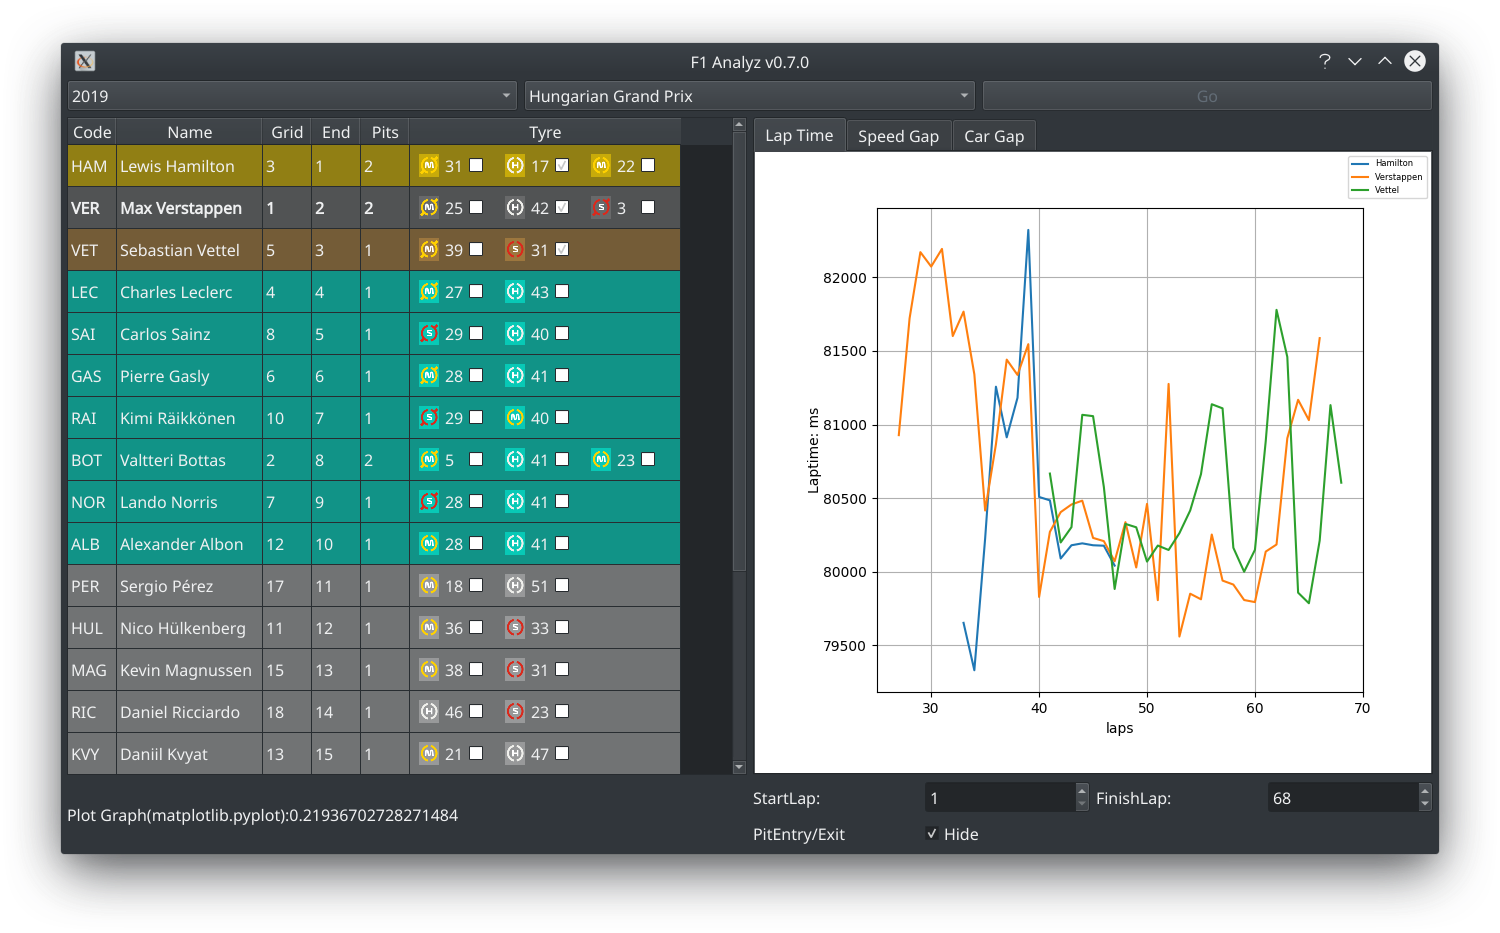 F1 Analyz v0.7.0
2019 Hungarian Grand Prix Go
Code Name Grid End Pits Tyre
HAM Lewis Hamilton 3 1 2 M 31 H 17 M 22
VER Max Verstappen 1 2 2 M 25 H 42 S 3
VET Sebastian Vettel 5 3 1 M 39 S 31
LEC Charles Leclerc 4 4 1 M 27 H 43
SAI Carlos Sainz 8 5 1 S 29 H 40
GAS Pierre Gasly 6 6 1 M 28 H 41
RAI Kimi Räikkönen 10 7 1 S 29 M 40
BOT Valtteri Bottas 2 8 2 M 5 H 41 M 23
NOR Lando Norris 7 9 1 S 28 H 41
ALB Alexander Albon 12 10 1 M 28 H 41
PER Sergio Pérez 17 11 1 M 18 H 51
HUL Nico Hülkenberg 11 12 1 M 36 S 33
MAG Kevin Magnussen 15 13 1 M 38 S 31
RIC Daniel Ricciardo 18 14 1 H 46 S 23
KVY Daniil Kvyat 13 15 1 M 21 H 47
Plot Graph(matplotlib.pyplot):0.21936702728271484
Lap Time Speed Gap Car Gap
Hamilton
Verstappen
Vettel
82000
81500
81000
80500
80000
79500
Laptime: ms
30 40 50 60 70
laps
StartLap: 1 FinishLap: 68
PitEntry/Exit Hide